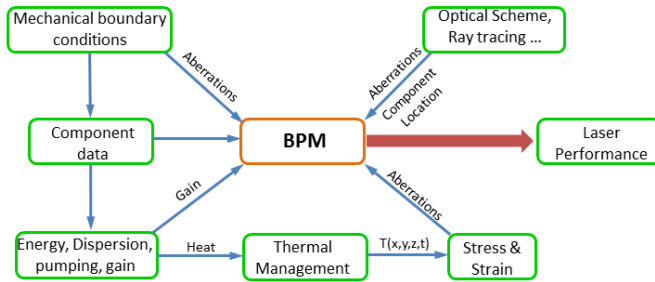 Mechanical boundary
conditions
Optical Scheme,
Ray tracing ...
Aberrations
Aberrations
Component
Location
Component
data
BPM
Laser
Performance
Gain
Aberrations
Energy, Dispersion,
pumping, gain
Heat
Thermal
Management
T(x,y,z,t)
Stress &
Strain